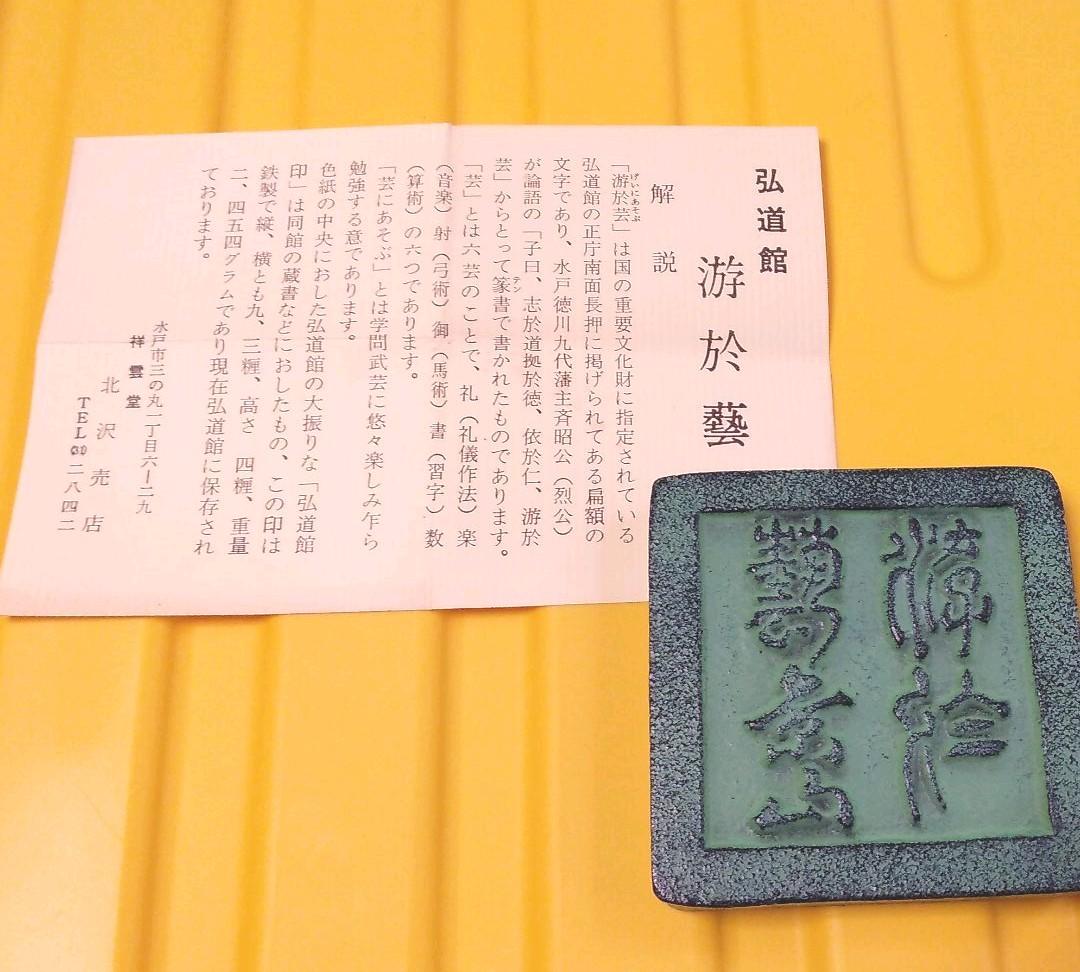 弘道館
游於藝
解説
「游於芸」は国の重要文化財に指定されている
げいにあそぶ
弘道館の正庁南面長押に掲げられてある扁額の
文字であり、水戸徳川九代藩主斉昭公（烈公）
が論語の「子曰、志於道拠於徳、依於仁、游於
芸」からとって篆書で書かれたものであります。
テン
「芸」とは六芸のことで、礼（礼儀作法）楽
（音楽）射（弓術）御（馬術）書（習字）数
（算術）の六つであります。
「芸にあそぶ」とは学問武芸に悠々楽しみ乍ら
勉強する意であります。
色紙の中央におした弘道館の大振りな「弘道館
印」は同館の蔵書などにおしたもの、この印は
鉄製で縦、横とも九、三糎、高さ 四糎、重量
二、四五四グラムであり現在弘道館に保存され
ております。
水戸市三の丸一丁目六ー二九
祥雲堂
北沢売店
TEL 二八四二
游於
藝